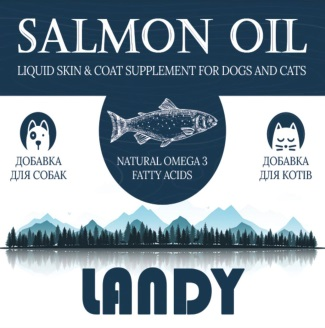 SALMON OIL
LIQUID SKIN & COAT SUPPLEMENT FOR DOGS AND CATS
ДОБАВКА
ДЛЯ СОБАК
NATURAL OMEGA 3
FATTY ACIDS
ДОБАВКА
ДЛЯ КОТІВ
LANDY